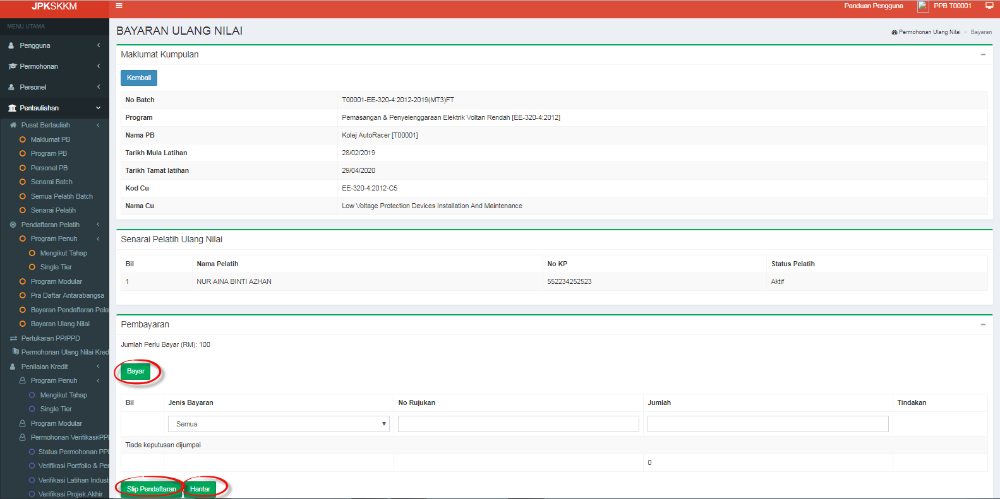 JPKSKKM
Panduan Pengguna
PPB T00001
MENU UTAMA
Pengguna
Permohonan
Personel
Pentauliahan
Pusat Bertauliah
Maklumat PB
Program PB
Personel PB
Senarai Batch
Semua Pelatih Batch
Senarai Pelatih
Pendaftaran Pelatih
Program Penuh
Mengikut Tahap
Single Tier
Program Modular
Pra Daftar Antarabangsa
Bayaran Pendaftaran Pelat
Bayaran Ulang Nilai
Pertukaran PP/PPD
Permohonan Ulang Nilai Kred
Penilaian Kredit
Program Penuh
Mengikut Tahap
Single Tier
Program Modular
Permohonan Verifikasi
Status Permohonan PPL
Verifikasi Portfolio & Per
Verifikasi Latihan Indust
Verifikasi Projek Akhir
BAYARAN ULANG NILAI
Permohonan Ulang Nilai > Bayaran
Maklumat Kumpulan
Kembali
No Batch T00001-EE-320-4:2012-2019(MT3)FT
Program Pemasangan & Penyelenggaraan Elektrik Voltan Rendah [EE-320-4:2012]
Nama PB Kolej AutoRacer [T00001]
Tarikh Mula Latihan 28/02/2019
Tarikh Tamat latihan 29/04/2020
Kod Cu EE-320-4:2012-C5
Nama Cu Low Voltage Protection Devices Installation And Maintenance
Senarai Pelatih Ulang Nilai
Bil Nama Pelatih No KP Status Pelatih
1 NUR AINA BINTI AZHAN 552234252523 Aktif
Pembayaran
Jumlah Perlu Bayar (RM): 100
Bayar
Bil Jenis Bayaran No Rujukan Jumlah Tindakan
Semua
Tiada keputusan dijumpai
0
Slip Pendaftaran Hantar